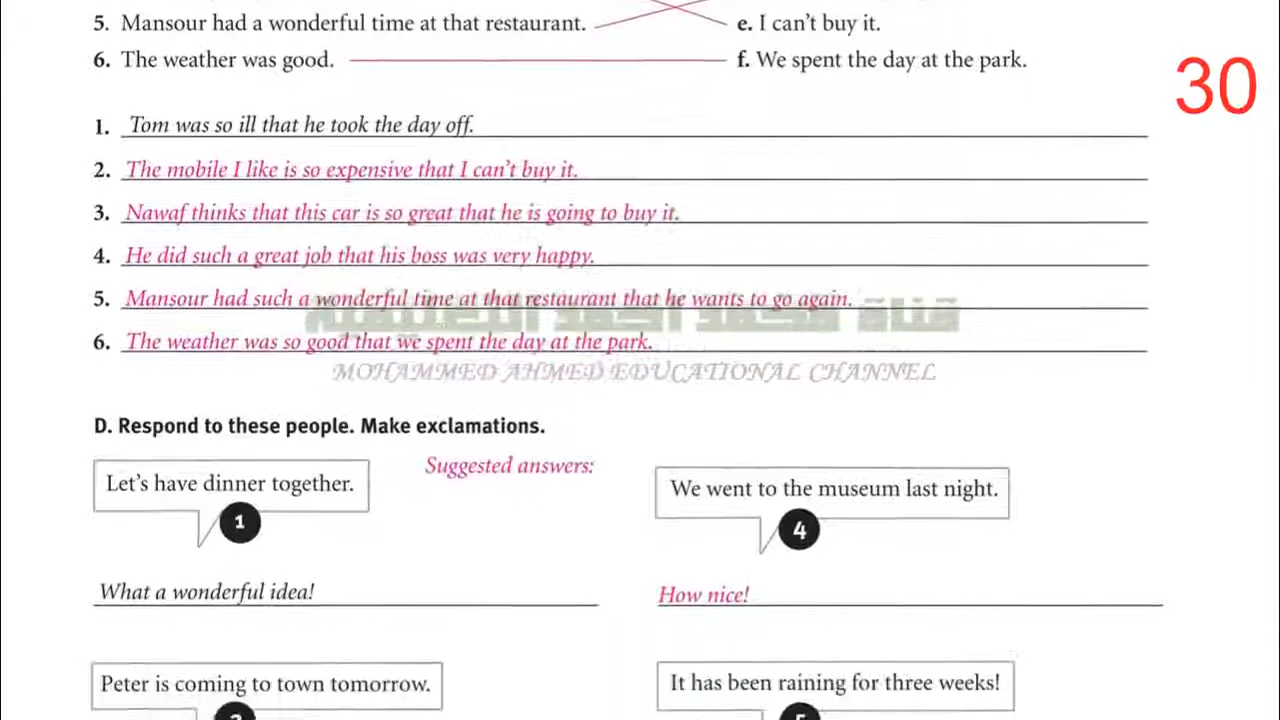 5. Mansour had a wonderful time at that restaurant.
e. I can't buy it.
6. The weather was good.
f. We spent the day at the park.
30
1. Tom was so ill that he took the day off.
2. The mobile I like is so expensive that I can't buy it.
3. Nawaf thinks that this car is so great that he is going to buy it.
4. He did such a great job that his boss was very happy.
5. Mansour had such a wonderful time at that restaurant that he wants to go again.
قناة محمد احمد التعليمية
6. The weather was so good that we spent the day at the park.
MOHAMMED AHMED EDUCATIONAL CHANNEL
D. Respond to these people. Make exclamations.
Suggested answers:
Let's have dinner together.
1
What a wonderful idea!
We went to the museum last night.
4
How nice!
Peter is coming to town tomorrow.
It has been raining for three weeks!
5